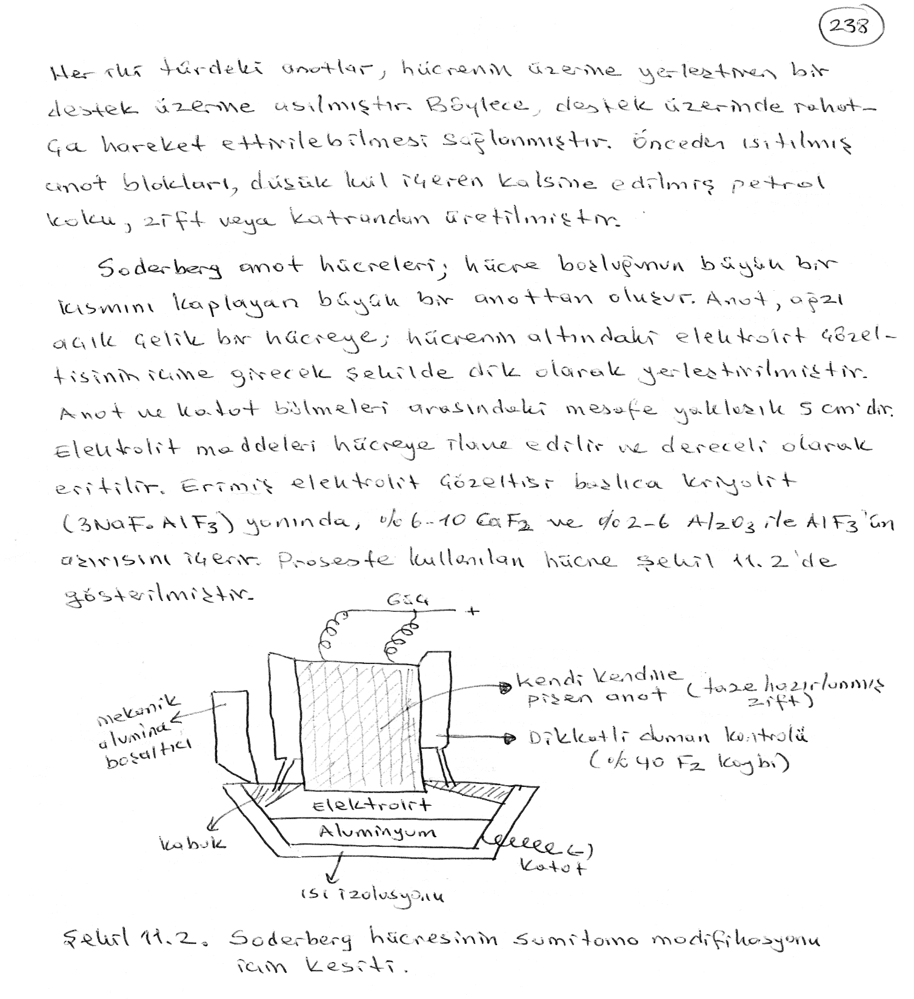 238
Her iki türdeki anotlar, hücrenin üzerine yerleştiren bir
destek üzerine asılmıştır. Böylece, destek üzerinde rahat-
ça hareket ettirilebilmesi sağlanmıştır. Önceden ısıtılmış
anot blokları, düşük kül içeren kalsine edilmiş petrol
koku, zift veya katrandan üretilmiştir.
Soderberg anot hücreleri; hücre boşluğunun büyük bir
kısmını kaplayan büyük bir anottan oluşur. Anot, ağzı
açık çelik bir hücreye; hücrenin altındaki elektrolit çözel-
tisinin içine girecek şekilde dik olarak yerleştirilmiştir.
Anot ve katot bölmeleri arasındaki mesafe yaklaşık 5 cm'dir.
Elektrolit maddeleri hücreye ilave edilir ve dereceli olarak
eritilir. Erimiş elektrolit çözeltisi başlıca kriyolit
(3NaF.AlF3) yanında, %6-10 CaF2 ve %2-6 Al2O3 ile AlF3'ün
aşırısını içerir. Proseste kullanılan hücre Şekil 11.2'de
gösterilmiştir.
Güç
+
kendi kendine
pişen anot (taze hazırlanmış
zift)
mekanik
alumina
boşaltıcı
Dikkatli duman kontrolü
(%40 F2 kaybı)
Elektrolit
Aluminyum
kabuk
(-)
Katot
ısı izolasyonu
Şekil 11.2. Soderberg hücresinin Sumitomo modifikasyonu
için kesiti.